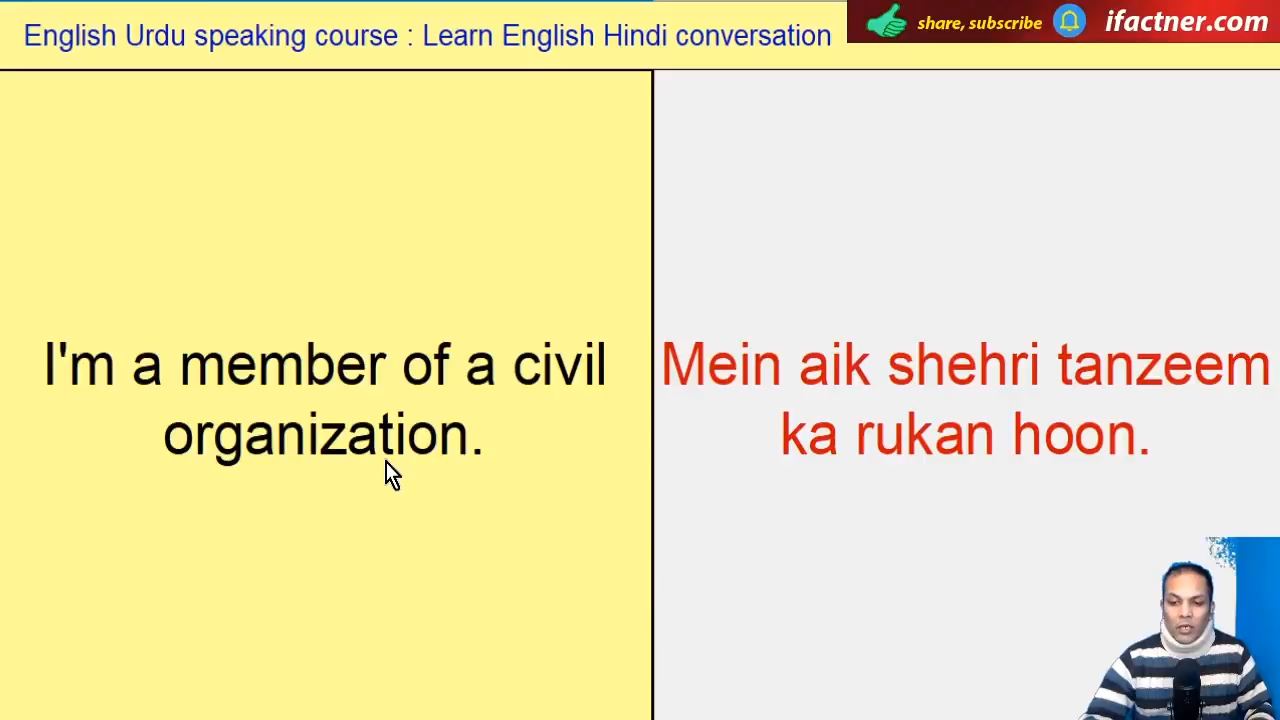 English Urdu speaking course : Learn English Hindi conversation
share, subscribe
ifactner.com
I'm a member of a civil
organization.
Mein aik shehri tanzeem
ka rukan hoon.